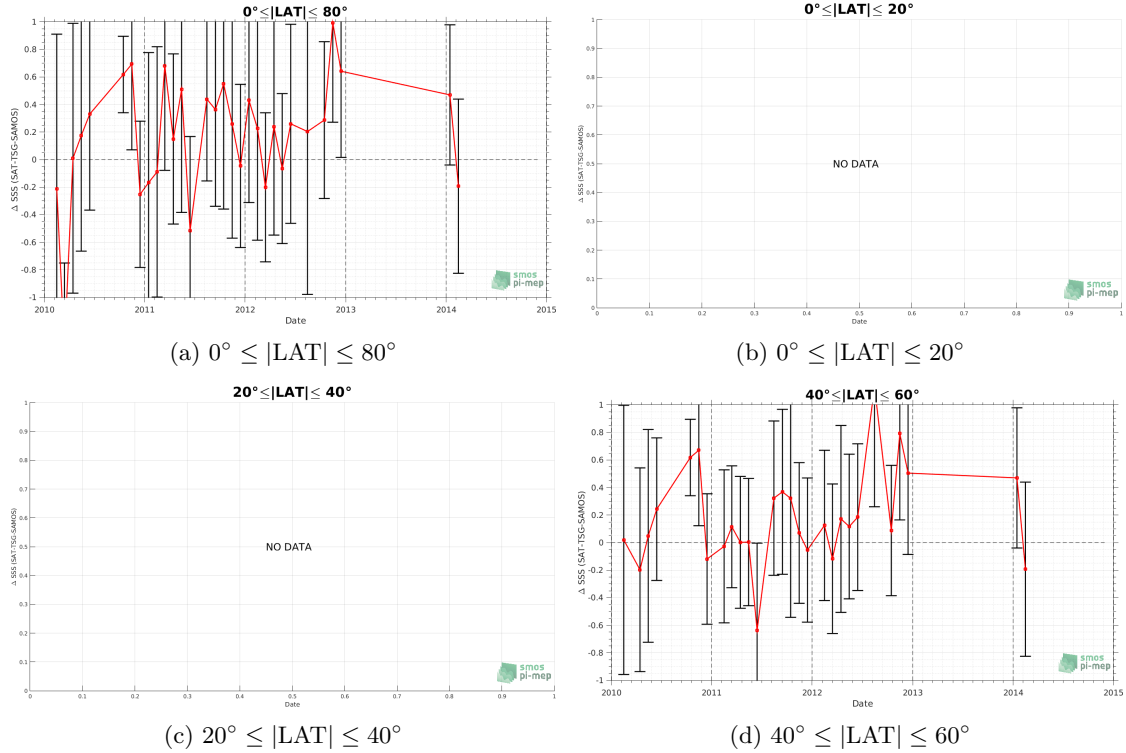 0°≤|LAT|≤ 80°
Δ SSS (SAT-TSG-SAMOS)
1
0.8
0.6
0.4
0.2
0
-0.2
-0.4
-0.6
-0.8
-1
2010 2011 2012 2013 2014 2015
Date
smos
pi-mep
(a) 0° ≤ |LAT| ≤ 80°
0°≤|LAT|≤ 20°
Δ SSS (SAT-TSG-SAMOS)
1
0.9
0.8
0.7
0.6
0.5
0.4
0.3
0.2
0.1
0
NO DATA
0 0.1 0.2 0.3 0.4 0.5 0.6 0.7 0.8 0.9 1
Date
smos
pi-mep
(b) 0° ≤ |LAT| ≤ 20°
20°≤|LAT|≤ 40°
Δ SSS (SAT-TSG-SAMOS)
1
0.9
0.8
0.7
0.6
0.5
0.4
0.3
0.2
0.1
0
NO DATA
0 0.1 0.2 0.3 0.4 0.5 0.6 0.7 0.8 0.9 1
Date
smos
pi-mep
(c) 20° ≤ |LAT| ≤ 40°
40°≤|LAT|≤ 60°
Δ SSS (SAT-TSG-SAMOS)
1
0.8
0.6
0.4
0.2
0
-0.2
-0.4
-0.6
-0.8
-1
2010 2011 2012 2013 2014 2015
Date
smos
pi-mep
(d) 40° ≤ |LAT| ≤ 60°